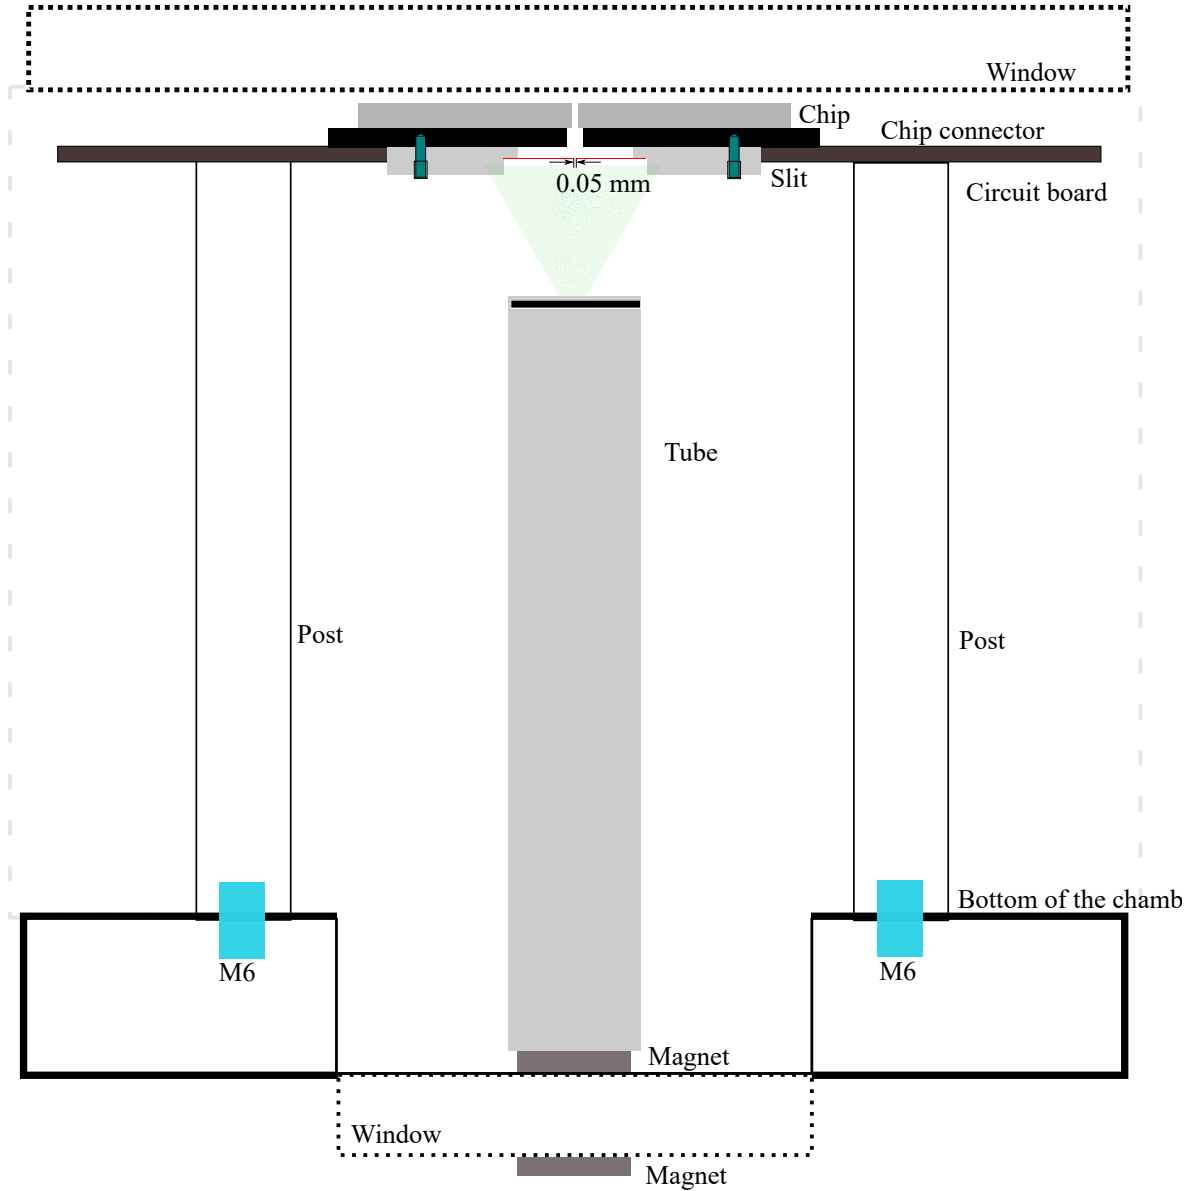 Window
Chip
Chip connector
0.05 mm
Slit
Circuit board
Tube
Post
Post
Bottom of the chamb
M6
M6
Magnet
Window
Magnet